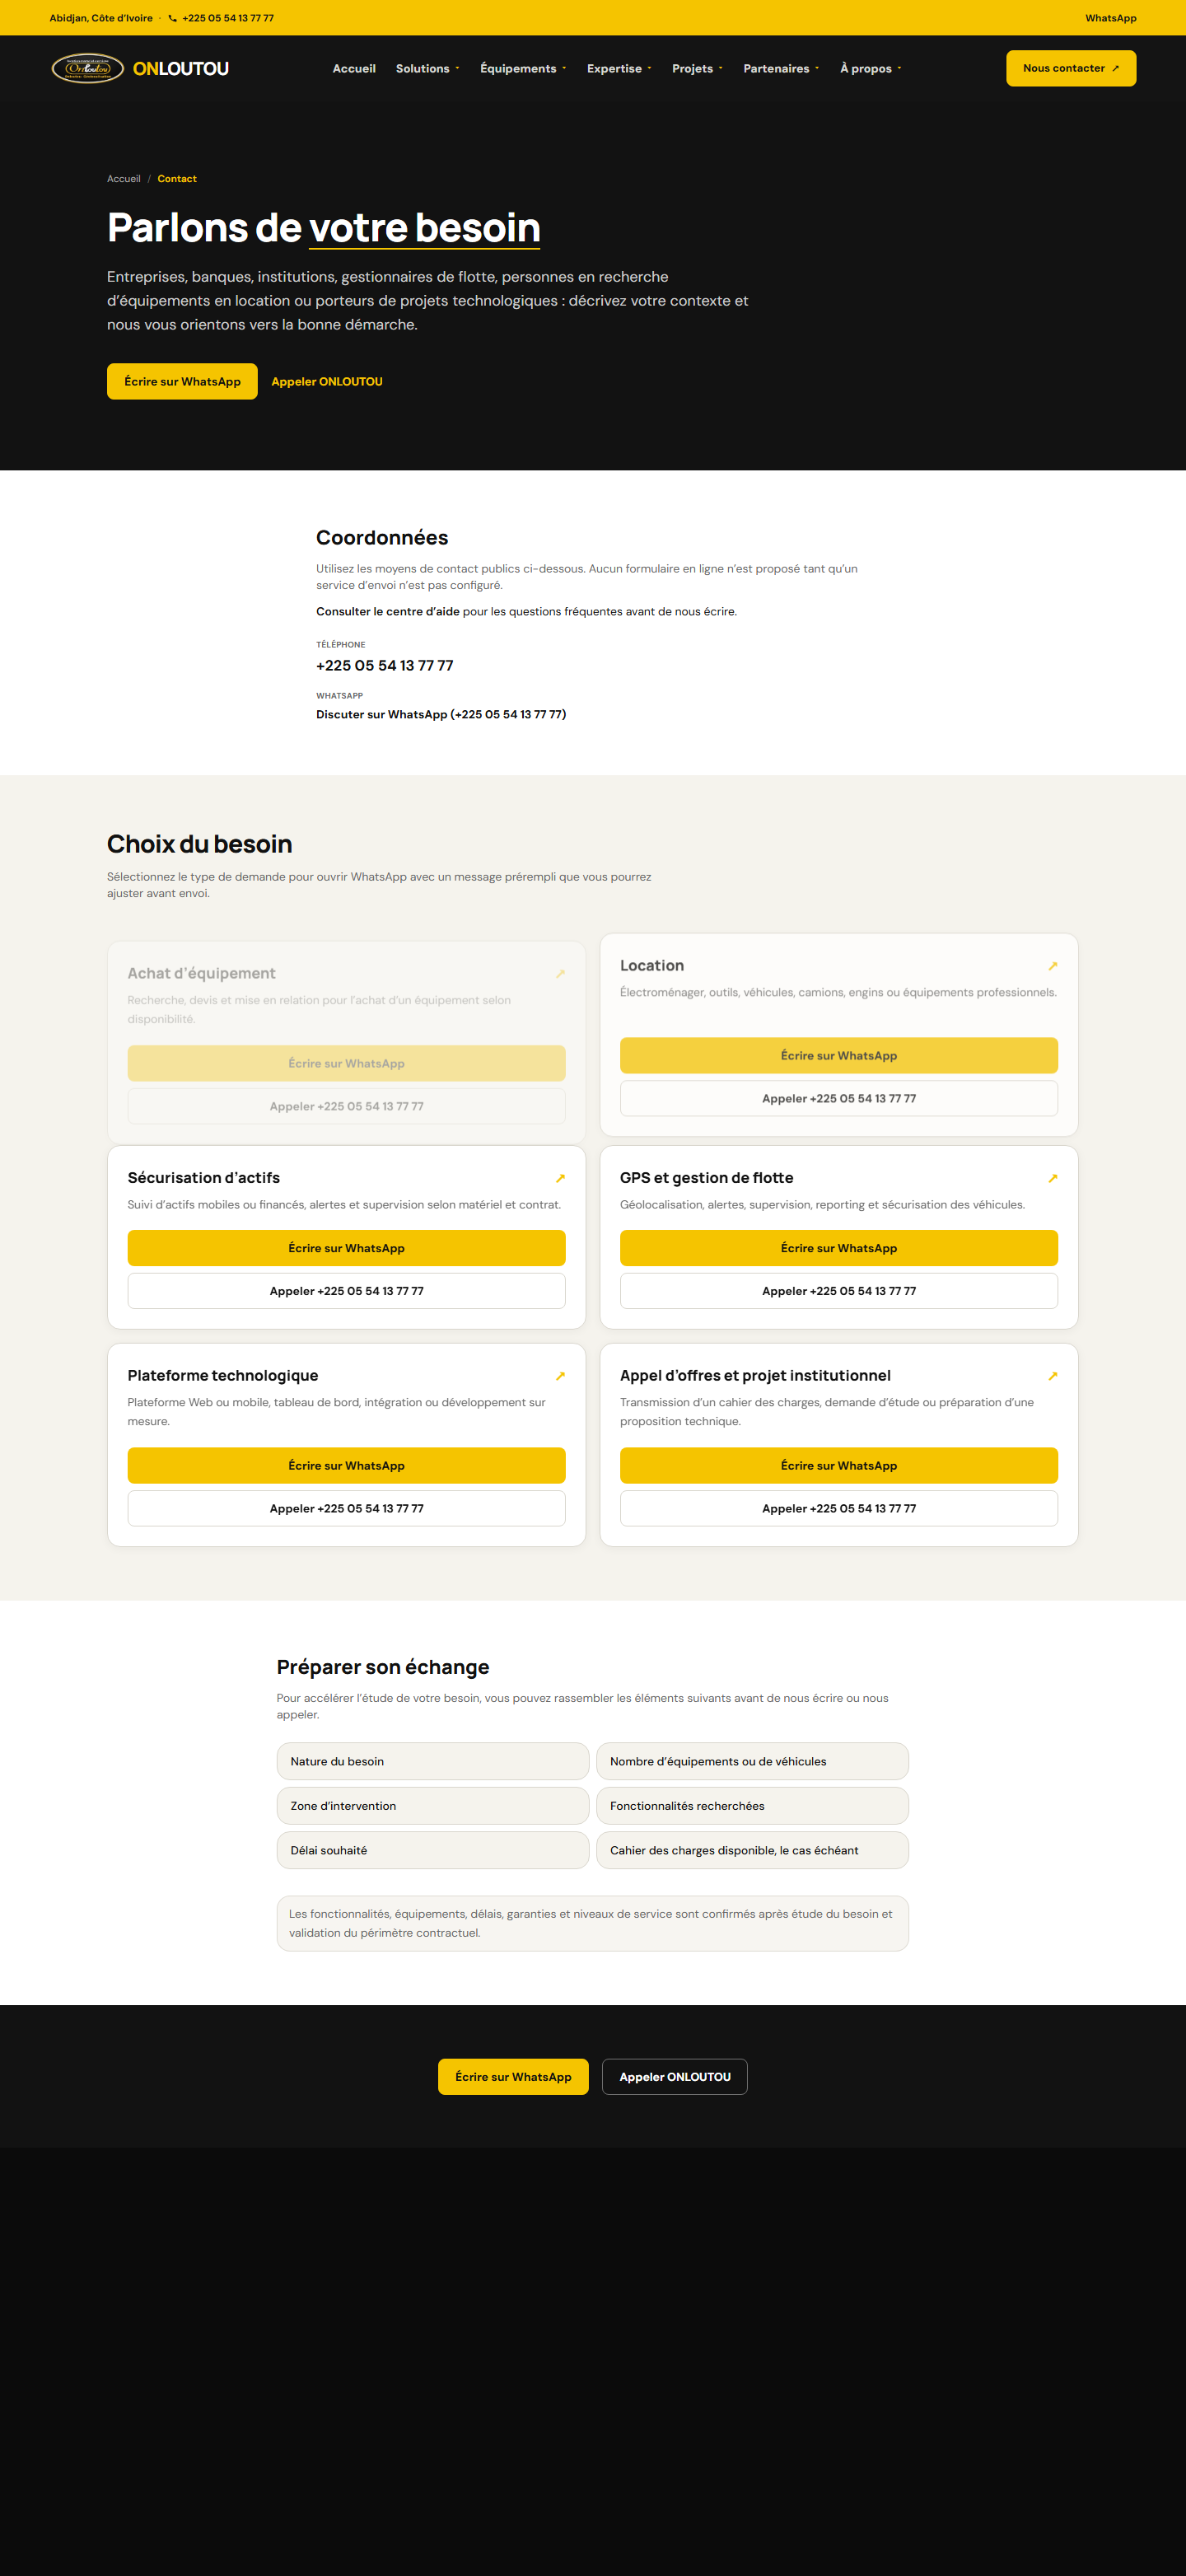 Abidjan, Côte d’Ivoire · +225 05 54 13 77 77
WhatsApp
Onloutou
ONLOUTOU
Accueil
Solutions
Équipements
Expertise
Projets
Partenaires
À propos
Nous contacter ↗
Accueil / Contact
Parlons de votre besoin
Entreprises, banques, institutions, gestionnaires de flotte, personnes en recherche
d’équipements en location ou porteurs de projets technologiques : décrivez votre contexte et
nous vous orientons vers la bonne démarche.
Écrire sur WhatsApp
Appeler ONLOUTOU
Coordonnées
Utilisez les moyens de contact publics ci-dessous. Aucun formulaire en ligne n’est proposé tant qu’un
service d’envoi n’est pas configuré.
Consulter le centre d’aide pour les questions fréquentes avant de nous écrire.
TÉLÉPHONE
+225 05 54 13 77 77
WHATSAPP
Discuter sur WhatsApp (+225 05 54 13 77 77)
Choix du besoin
Sélectionnez le type de demande pour ouvrir WhatsApp avec un message prérempli que vous pourrez
ajuster avant envoi.
Achat d’équipement ↗
Recherche, devis et mise en relation pour l’achat d’un équipement selon
disponibilité.
Écrire sur WhatsApp
Appeler +225 05 54 13 77 77
Location ↗
Électroménager, outils, véhicules, camions, engins ou équipements professionnels.
Écrire sur WhatsApp
Appeler +225 05 54 13 77 77
Sécurisation d’actifs ↗
Suivi d’actifs mobiles ou financés, alertes et supervision selon matériel et contrat.
Écrire sur WhatsApp
Appeler +225 05 54 13 77 77
GPS et gestion de flotte ↗
Géolocalisation, alertes, supervision, reporting et sécurisation des véhicules.
Écrire sur WhatsApp
Appeler +225 05 54 13 77 77
Plateforme technologique ↗
Plateforme Web ou mobile, tableau de bord, intégration ou développement sur
mesure.
Écrire sur WhatsApp
Appeler +225 05 54 13 77 77
Appel d’offres et projet institutionnel ↗
Transmission d’un cahier des charges, demande d’étude ou préparation d’une
proposition technique.
Écrire sur WhatsApp
Appeler +225 05 54 13 77 77
Préparer son échange
Pour accélérer l’étude de votre besoin, vous pouvez rassembler les éléments suivants avant de nous écrire ou nous
appeler.
Nature du besoin
Nombre d’équipements ou de véhicules
Zone d’intervention
Fonctionnalités recherchées
Délai souhaité
Cahier des charges disponible, le cas échéant
Les fonctionnalités, équipements, délais, garanties et niveaux de service sont confirmés après étude du besoin et
validation du périmètre contractuel.
Écrire sur WhatsApp
Appeler ONLOUTOU